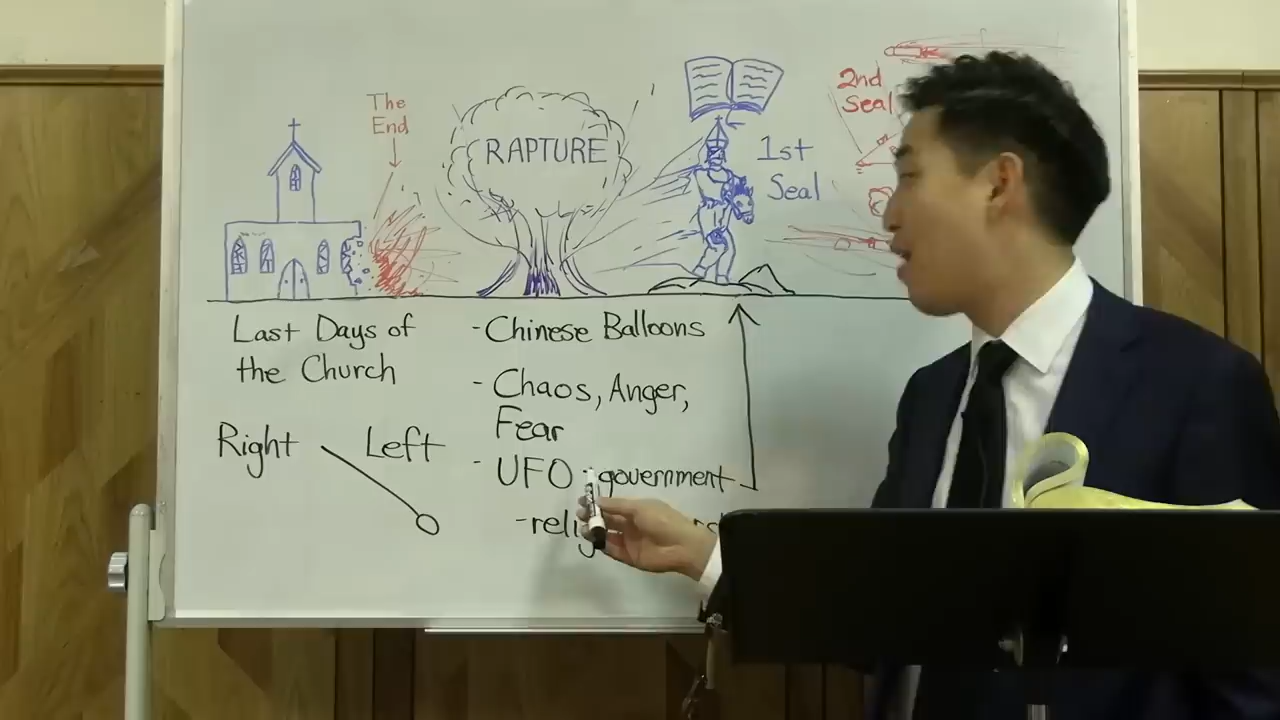 The
End
RAPTURE
1st
Seal
2nd
Seal
Last Days of
the Church
Right Left
- Chinese Balloons
- Chaos, Anger,
Fear
- UFO - government